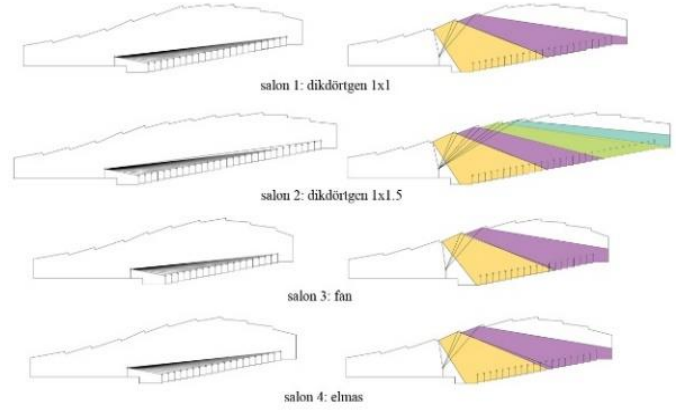 salon 1: dikdörtgen 1x1
salon 2: dikdörtgen 1x1.5
salon 3: fan
salon 4: elmas